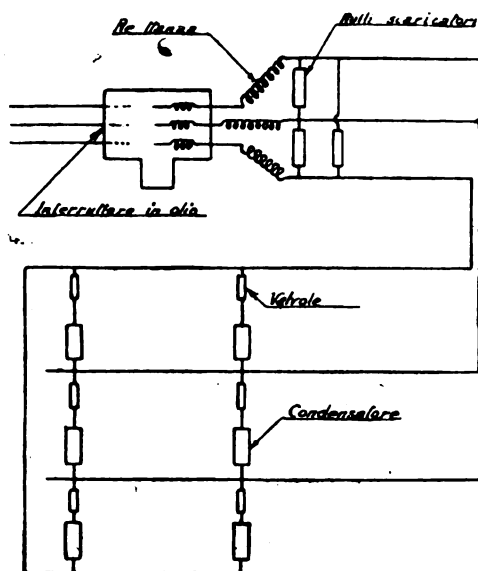 Reattanza
Rulli scaricatori
Interruttore in olio
Valvole
Condensatore